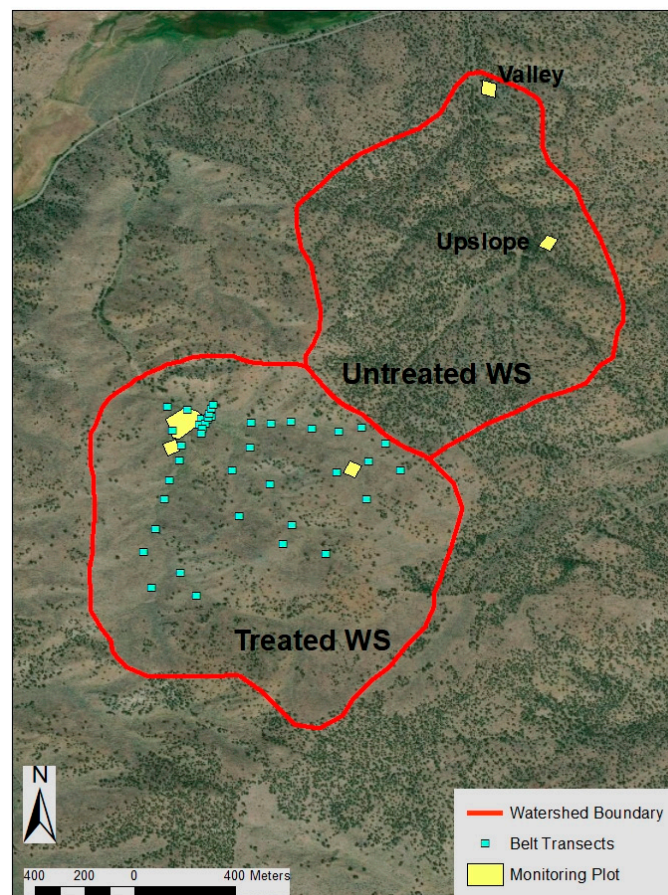 Valley
Upslope
Untreated WS
Treated WS
N
Watershed Boundary
Belt Transects
Monitoring Plot
400 200 0 400 Meters